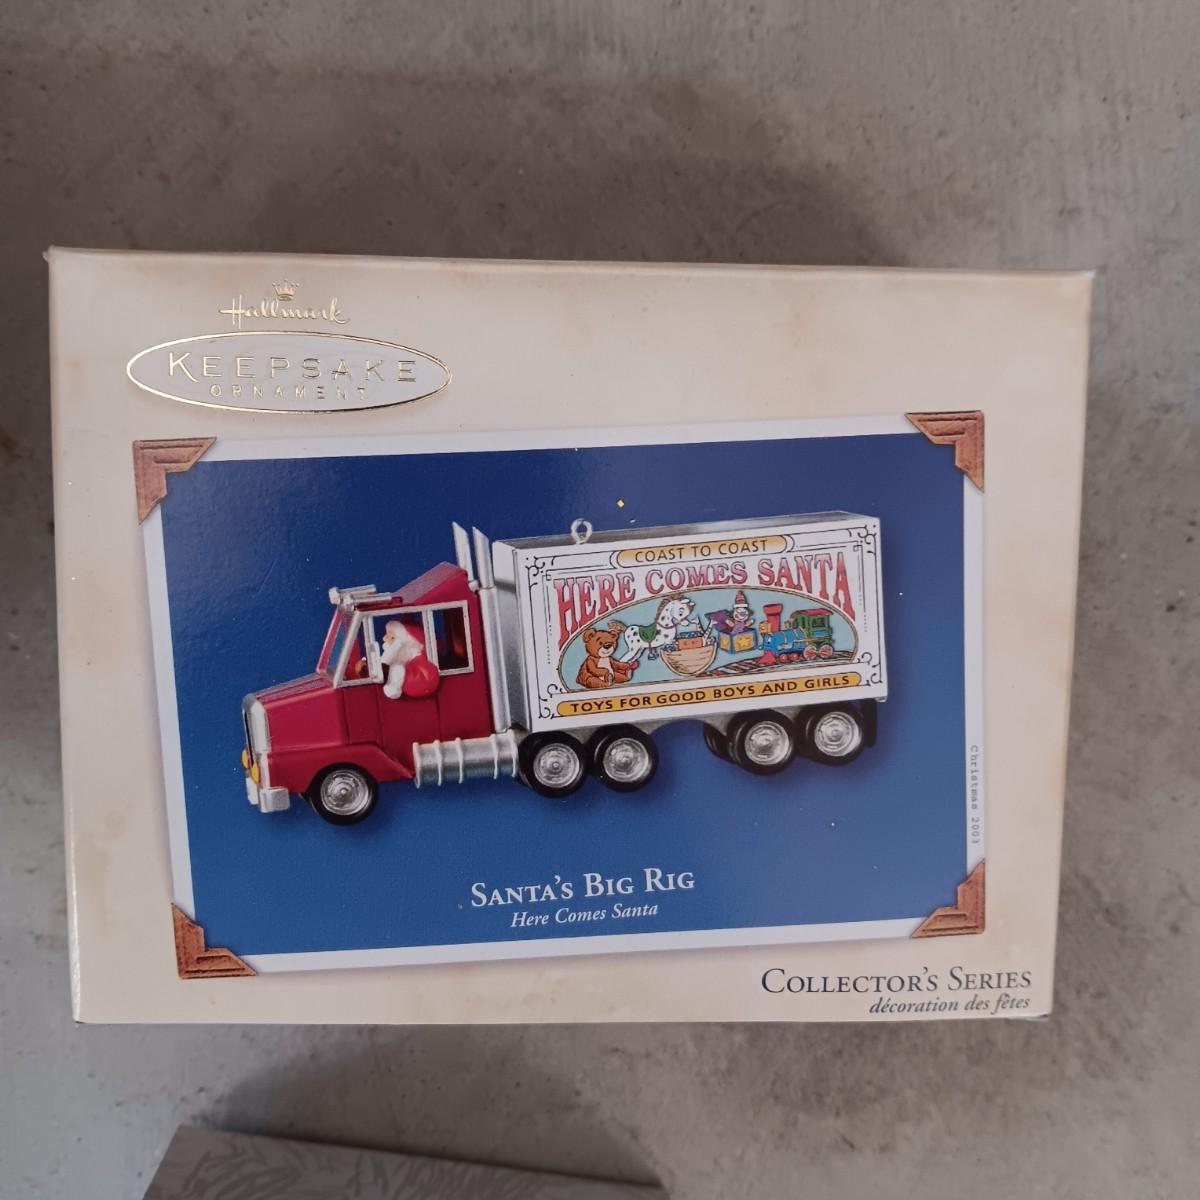 Hallmark
KEEPSAKE
ORNAMENT
COAST TO COAST
HERE COMES SANTA
TOYS FOR GOOD BOYS AND GIRLS
Christmas 2003
SANTA'S BIG RIG
Here Comes Santa
COLLECTOR'S SERIES
décoration des fêtes